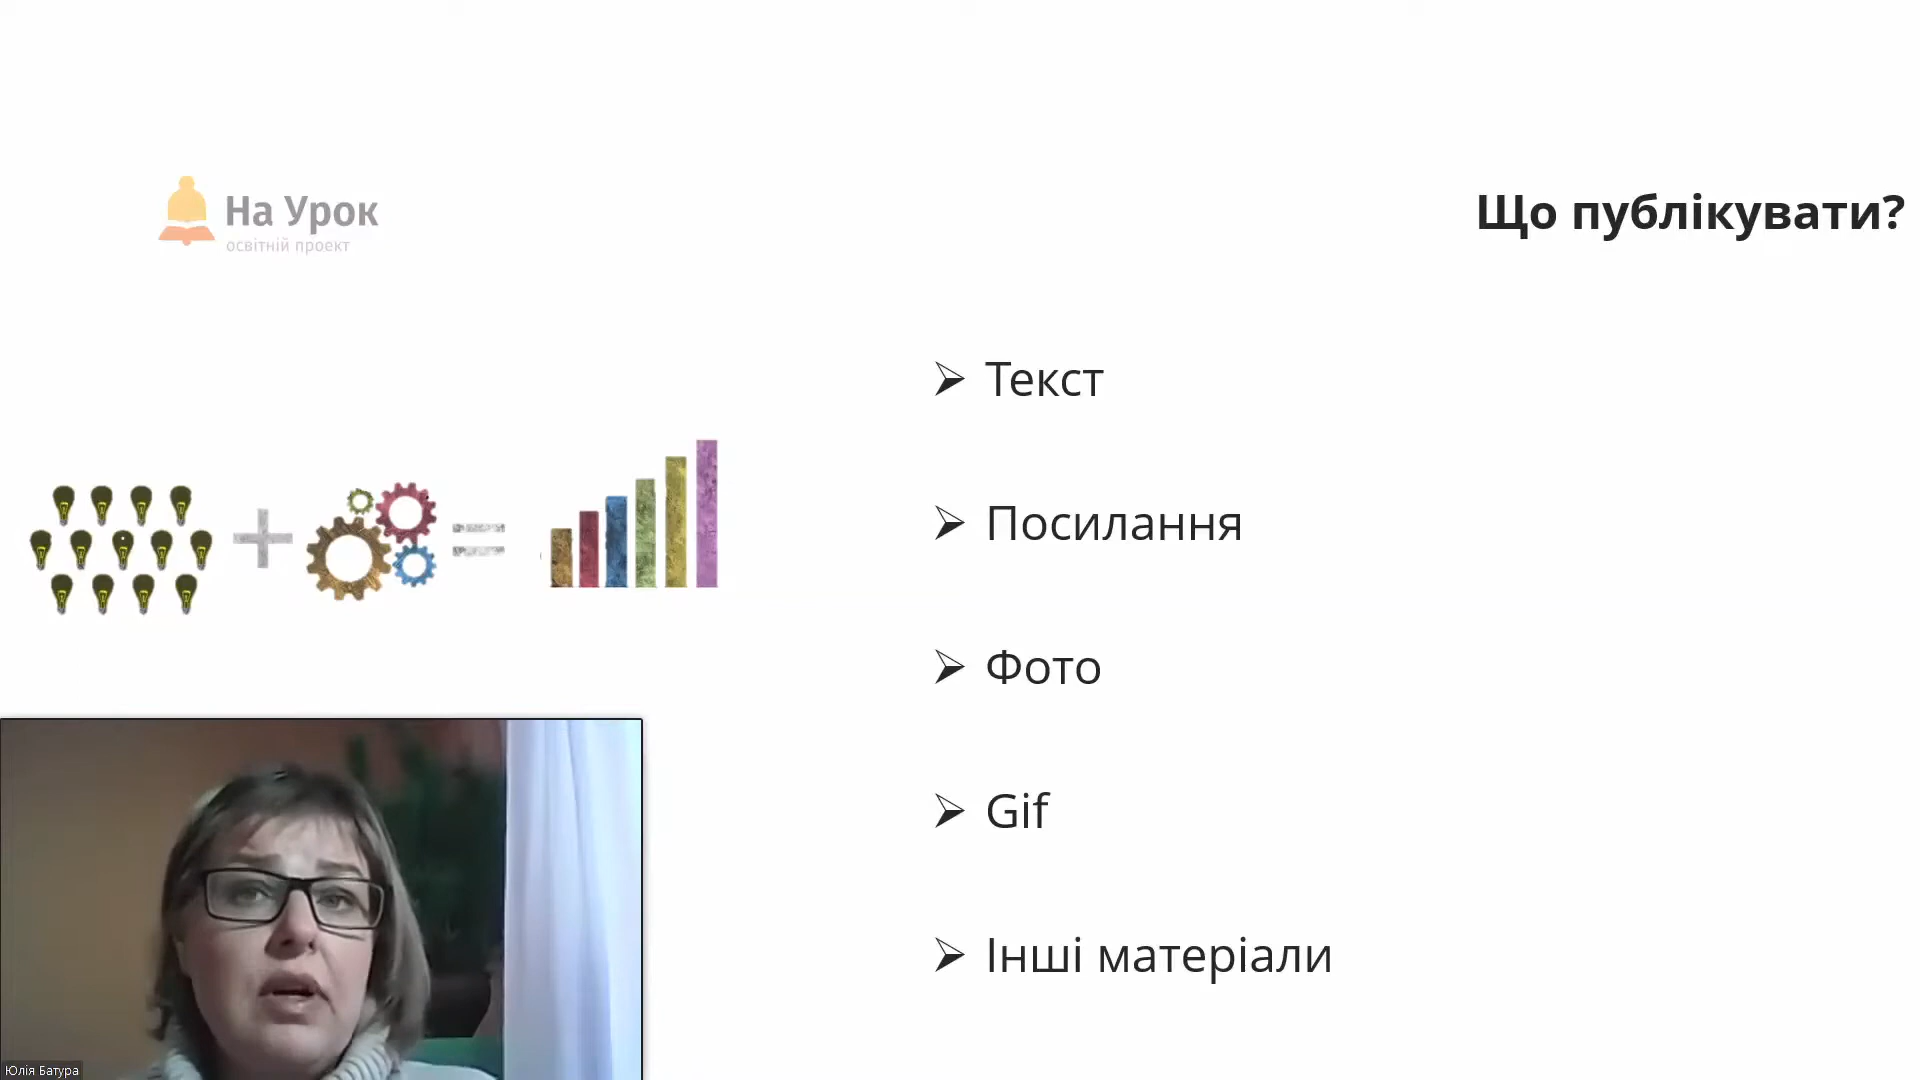 На Урок
освітній проект
Що публікувати?
Текст
Посилання
Фото
Gif
Інші матеріали
Юлія Батура